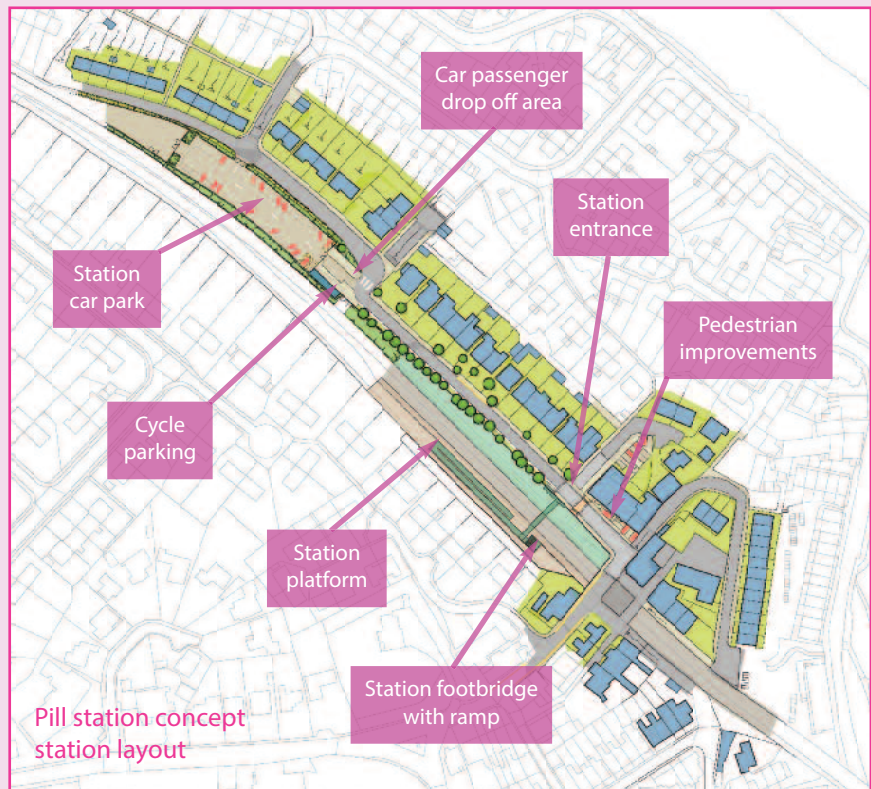 Car passenger
drop off area
Station
entrance
Station
car park
Pedestrian
improvements
Cycle
parking
Station
platform
Station footbridge
with ramp
Pill station concept
station layout